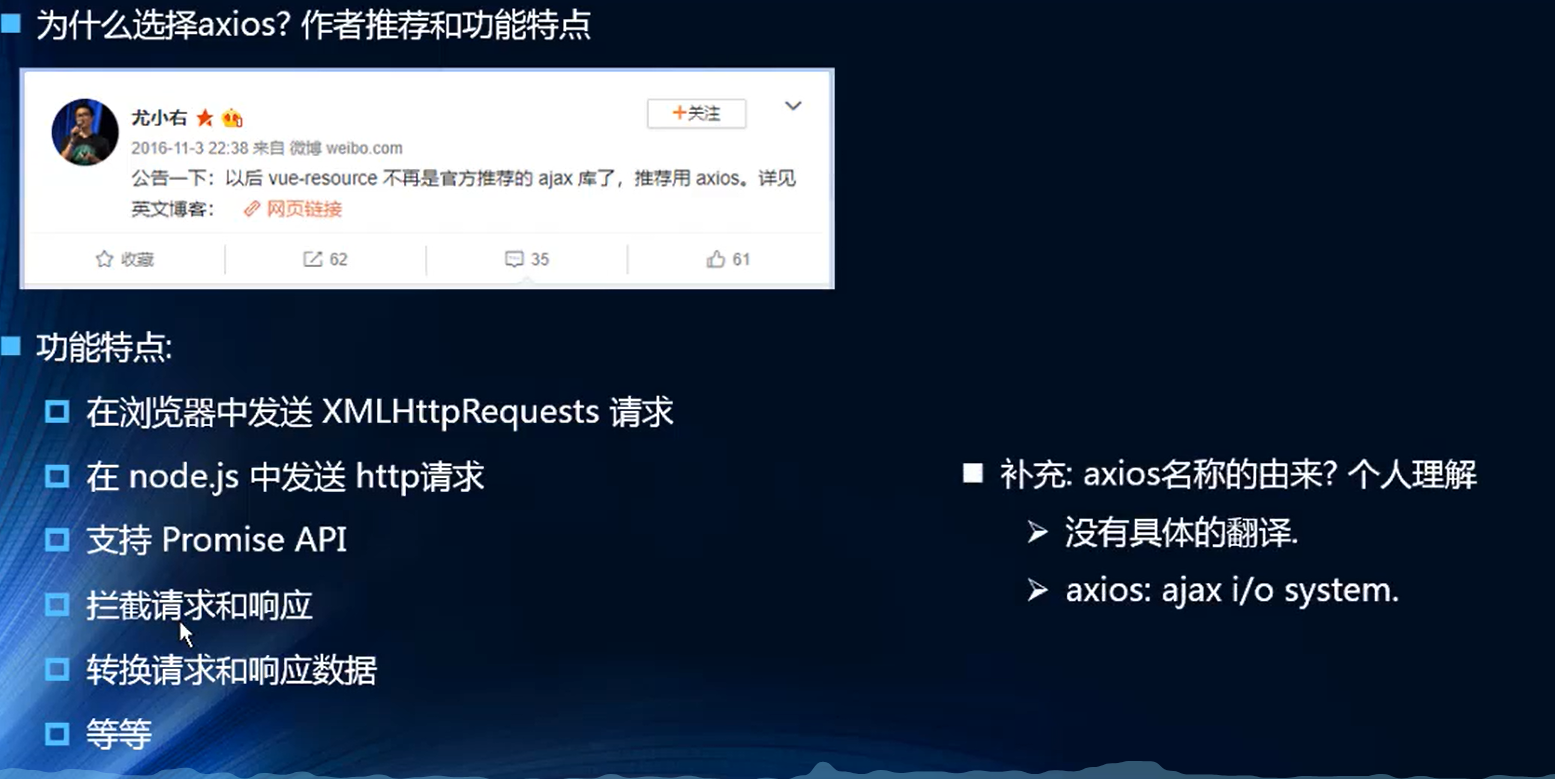 为什么选择axios? 作者推荐和功能特点
尤小右
+关注
2016-11-3 22:38 来自 微博 weibo.com
公告一下：以后 vue-resource 不再是官方推荐的 ajax 库了，推荐用 axios。详见
英文博客： 网页链接
收藏 62 35 61
功能特点:
在浏览器中发送 XMLHttpRequests 请求
在 node.js 中发送 http请求
支持 Promise API
拦截请求和响应
转换请求和响应数据
等等
补充: axios名称的由来? 个人理解
没有具体的翻译.
axios: ajax i/o system.